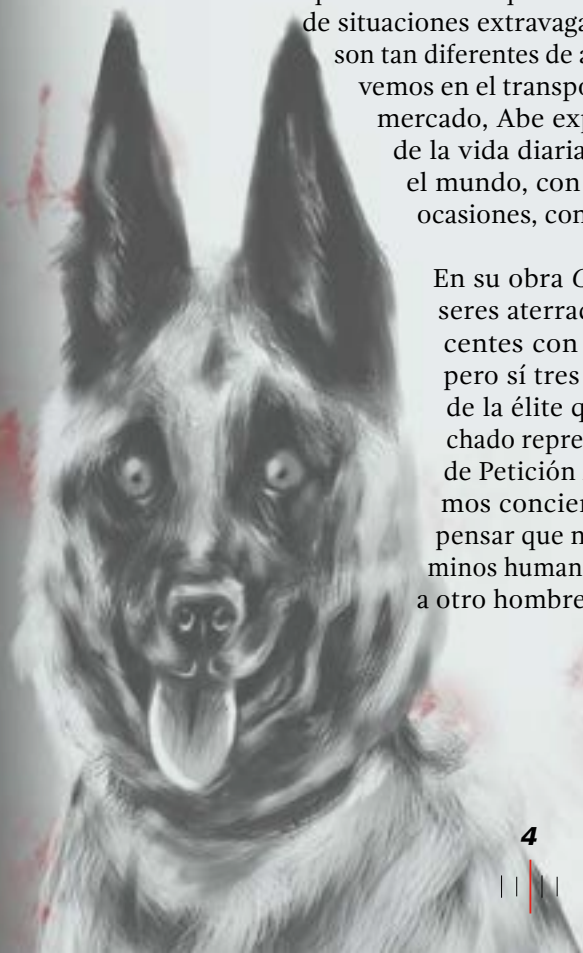 de situaciones extravaga
son tan diferentes de a
vemos en el transpo
mercado, Abe exp
de la vida diaria
el mundo, con
ocasiones, con
En su obra
seres aterrac
centes con
pero sí tres
de la élite q
chado repre
de Petición
mos concier
pensar que n
minos human
a otro hombre
4